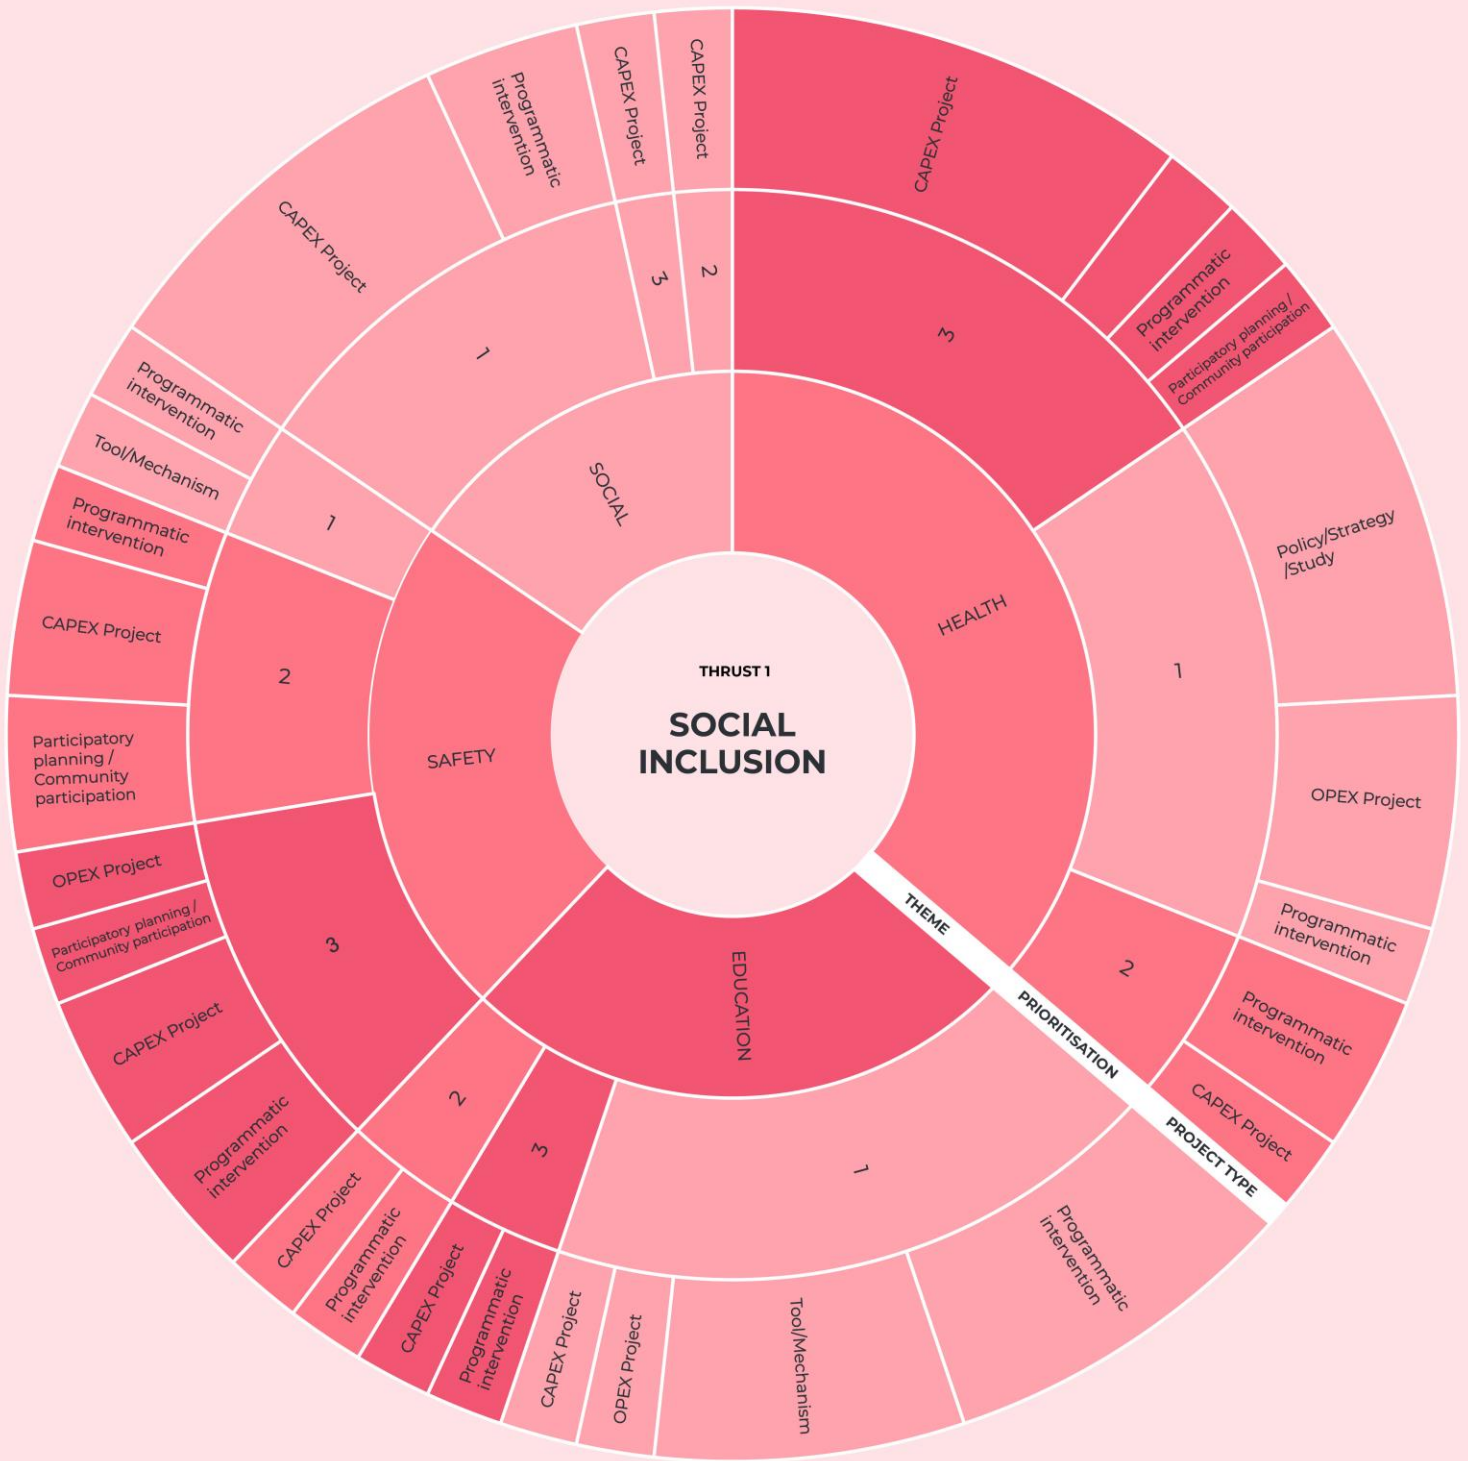 THRUST 1
SOCIAL
INCLUSION
THEME
PRIORITISATION
PROJECT TYPE
HEALTH
3
CAPEX Project
Programmatic
intervention
Participatory planning /
Community participation
1
Policy/Strategy
/Study
OPEX Project
Programmatic
intervention
2
Programmatic
intervention
CAPEX Project
EDUCATION
1
Programmatic
intervention
Tool/Mechanism
OPEX Project
CAPEX Project
3
Programmatic
intervention
CAPEX Project
2
Programmatic
intervention
CAPEX Project
SAFETY
3
Programmatic
intervention
CAPEX Project
Participatory planning /
Community participation
OPEX Project
2
Participatory
planning /
Community
participation
CAPEX Project
Programmatic
intervention
1
Tool/Mechanism
Programmatic
intervention
SOCIAL
1
CAPEX Project
Programmatic
intervention
3
CAPEX Project
2
CAPEX Project